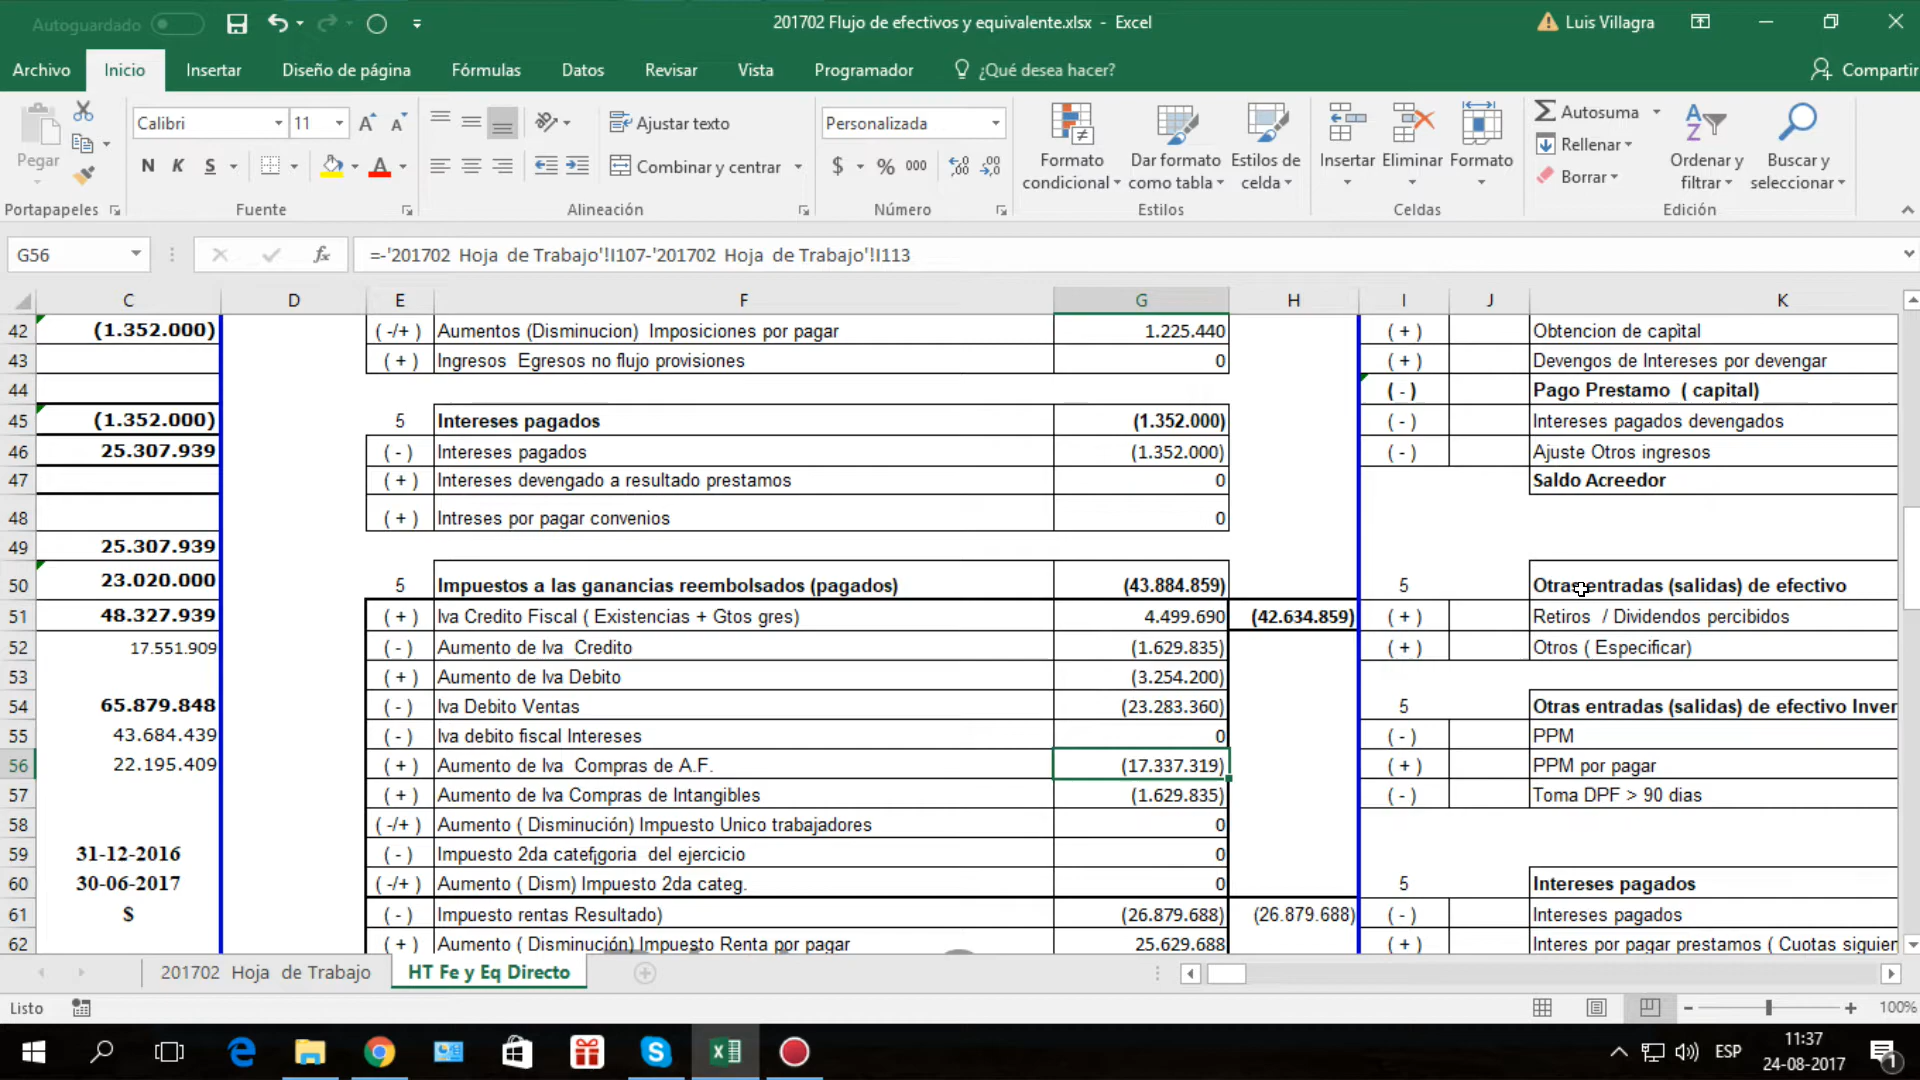 Autoguardado
201702 Flujo de efectivos y equivalente.xlsx - Excel
Luis Villagra
Archivo Inicio Insertar Diseño de página Fórmulas Datos Revisar Vista Programador ¿Qué desea hacer? Compartir
Pegar
Calibri 11
N K S
Ajustar texto
Combinar y centrar
Personalizada
$ % 000
Formato condicional
Dar formato como tabla
Estilos de celda
Insertar
Eliminar
Formato
Autosuma
Rellenar
Borrar
Ordenar y filtrar
Buscar y seleccionar
Portapapeles Fuente Alineación Número Estilos Celdas Edición
G56 fx =-'201702 Hoja de Trabajo'!I107-'201702 Hoja de Trabajo'!I113
C D E F G H I J K
42 (1.352.000) ( -/+ ) Aumentos (Disminucion) Imposiciones por pagar 1.225.440 ( + ) Obtencion de capital
43 ( + ) Ingresos Egresos no flujo provisiones 0 ( + ) Devengos de Intereses por devengar
44 ( - ) Pago Prestamo ( capital)
45 (1.352.000) 5 Intereses pagados (1.352.000) ( - ) Intereses pagados devengados
46 25.307.939 ( - ) Intereses pagados (1.352.000) ( - ) Ajuste Otros ingresos
47 ( + ) Intereses devengado a resultado prestamos 0 Saldo Acreedor
48 ( + ) Intreses por pagar convenios 0
49 25.307.939
50 23.020.000 5 Impuestos a las ganancias reembolsados (pagados) (43.884.859) 5 Otras entradas (salidas) de efectivo
51 48.327.939 ( + ) Iva Credito Fiscal ( Existencias + Gtos gres) 4.499.690 (42.634.859) ( + ) Retiros / Dividendos percibidos
52 17.551.909 ( - ) Aumento de Iva Credito (1.629.835) ( + ) Otros ( Especificar)
53 ( + ) Aumento de Iva Debito (3.254.200)
54 65.879.848 ( - ) Iva Debito Ventas (23.283.360) 5 Otras entradas (salidas) de efectivo Inver
55 43.684.439 ( - ) Iva debito fiscal Intereses 0 ( - ) PPM
56 22.195.409 ( + ) Aumento de Iva Compras de A.F. (17.337.319) ( + ) PPM por pagar
57 ( + ) Aumento de Iva Compras de Intangibles (1.629.835) ( - ) Toma DPF > 90 dias
58 ( -/+ ) Aumento ( Disminución) Impuesto Unico trabajadores 0
59 31-12-2016 ( - ) Impuesto 2da catef¡goria del ejercicio 0
60 30-06-2017 ( -/+ ) Aumento ( Dism) Impuesto 2da categ. 0 5 Intereses pagados
61 $ ( - ) Impuesto rentas Resultado) (26.879.688) (26.879.688) ( - ) Intereses pagados
62 ( + ) Aumento ( Disminución) Impuesto Renta por pagar 25.629.688 ( + ) Interes por pagar prestamos ( Cuotas siguien
201702 Hoja de Trabajo HT Fe y Eq Directo
Listo 100%
ESP
11:37
24-08-2017
1